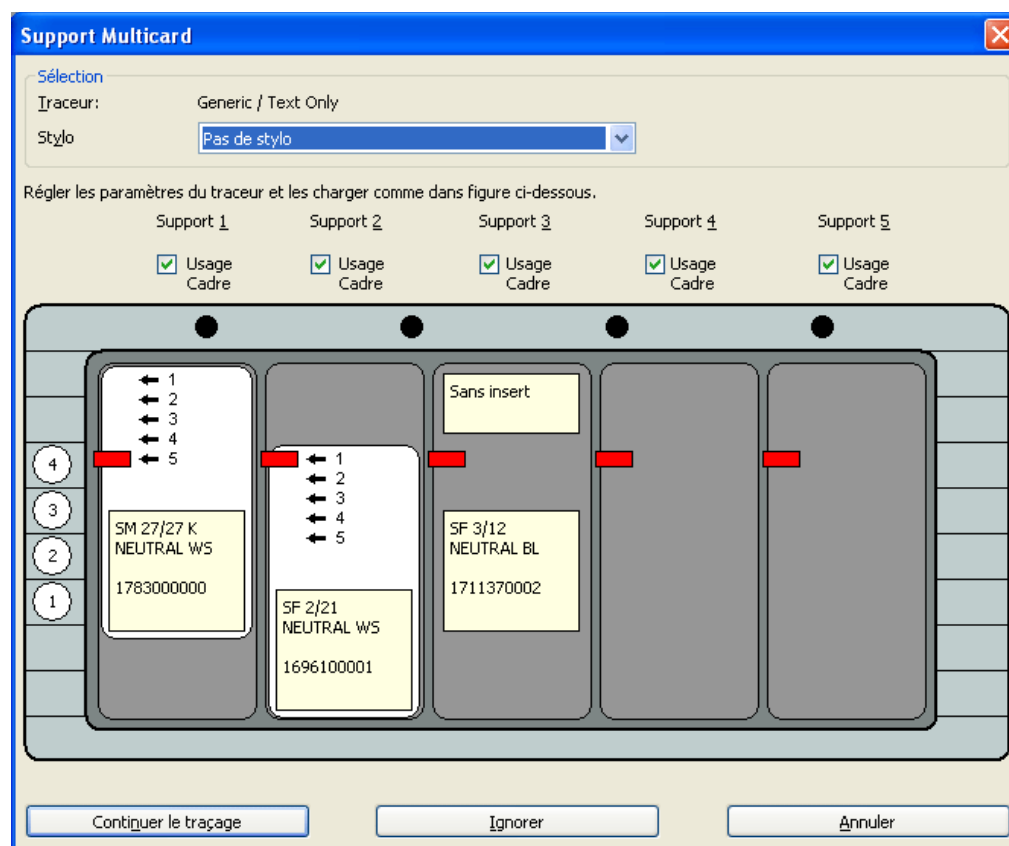 Support Multicard
Sélection
Traceur: Generic / Text Only
Stylo Pas de stylo
Régler les paramètres du traceur et les charger comme dans figure ci-dessous.
Support 1 Support 2 Support 3 Support 4 Support 5
Usage Usage Usage Usage Usage
Cadre Cadre Cadre Cadre Cadre
1
2
3
4
5
SM 27/27 K
NEUTRAL WS
1783000000
1
2
3
4
5
SF 2/21
NEUTRAL WS
1696100001
Sans insert
SF 3/12
NEUTRAL BL
1711370002
4
3
2
1
Continuer le traçage Ignorer Annuler